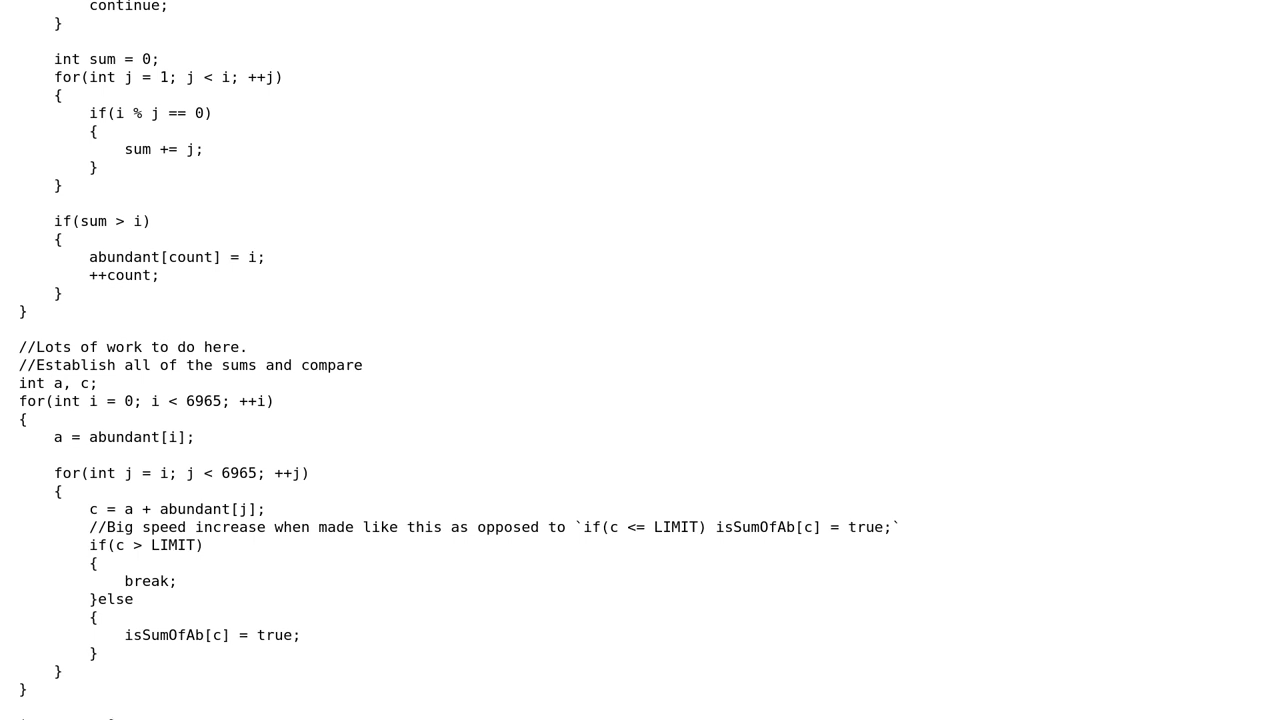 continue;
    }

    int sum = 0;
    for(int j = 1; j < i; ++j)
    {
        if(i % j == 0)
        {
            sum += j;
        }
    }

    if(sum > i)
    {
        abundant[count] = i;
        ++count;
    }
}

//Lots of work to do here.
//Establish all of the sums and compare
int a, c;
for(int i = 0; i < 6965; ++i)
{
    a = abundant[i];

    for(int j = i; j < 6965; ++j)
    {
        c = a + abundant[j];
        //Big speed increase when made like this as opposed to `if(c <= LIMIT) isSumOfAb[c] = true;`
        if(c > LIMIT)
        {
            break;
        }else
        {
            isSumOfAb[c] = true;
        }
    }
}